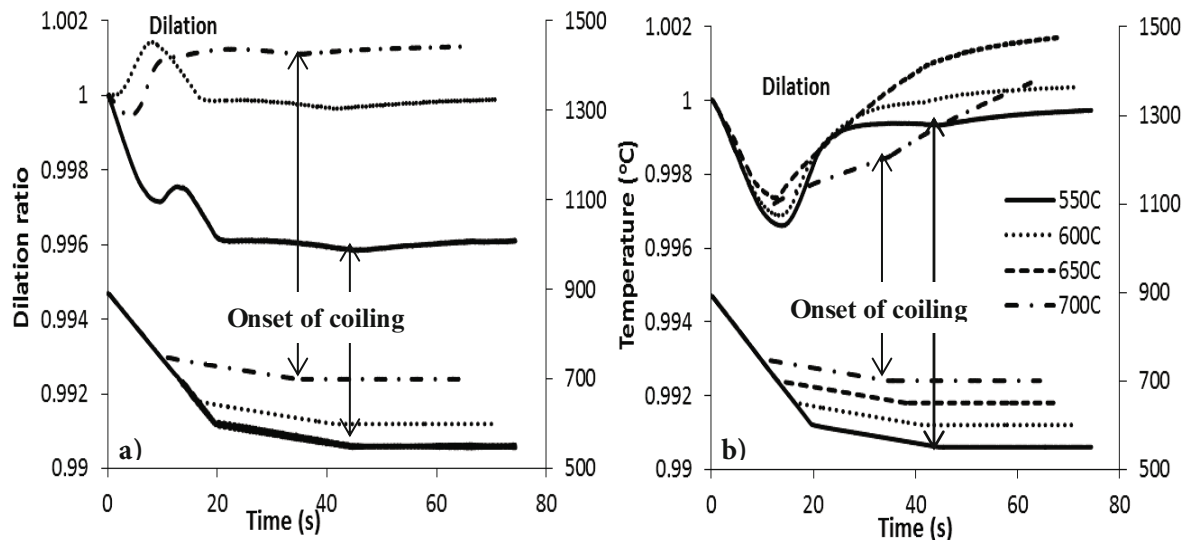 1.002
1500
1
1300
0.998
1100
0.996
900
0.994
700
0.992
500
0.99
0
20
40
60
80
Dilation
Onset of coiling
a)
Dilation ratio
Time (s)
1.002
1500
1
1300
0.998
1100
0.996
900
0.994
700
0.992
500
0.99
0
20
40
60
80
Dilation
Onset of coiling
b)
Temperature (°C)
Time (s)
550C
600C
650C
700C